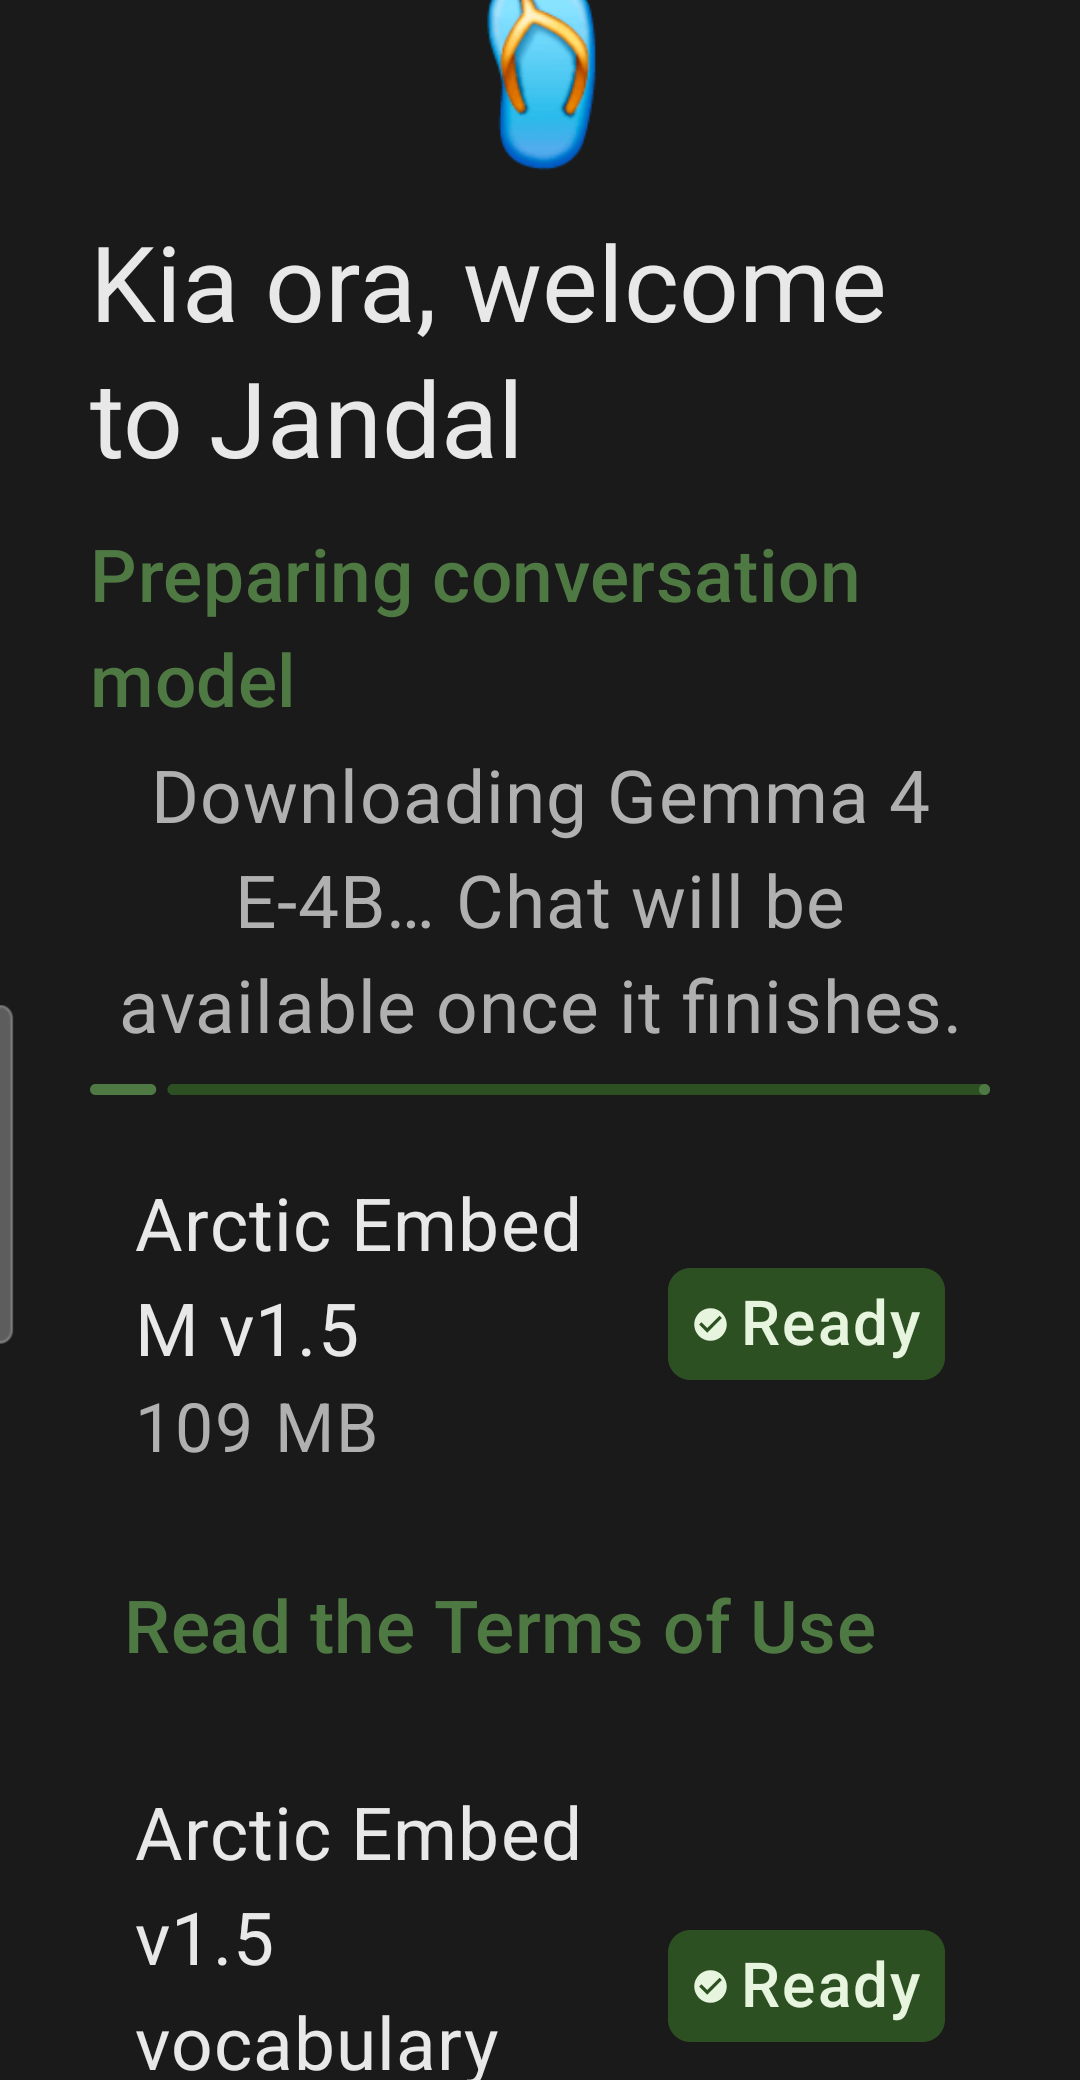 Kia ora, welcome
to Jandal
Preparing conversation
model
Downloading Gemma 4
E-4B… Chat will be
available once it finishes.
Arctic Embed
M v1.5
109 MB
Ready
Read the Terms of Use
Arctic Embed
v1.5
vocabulary
Ready